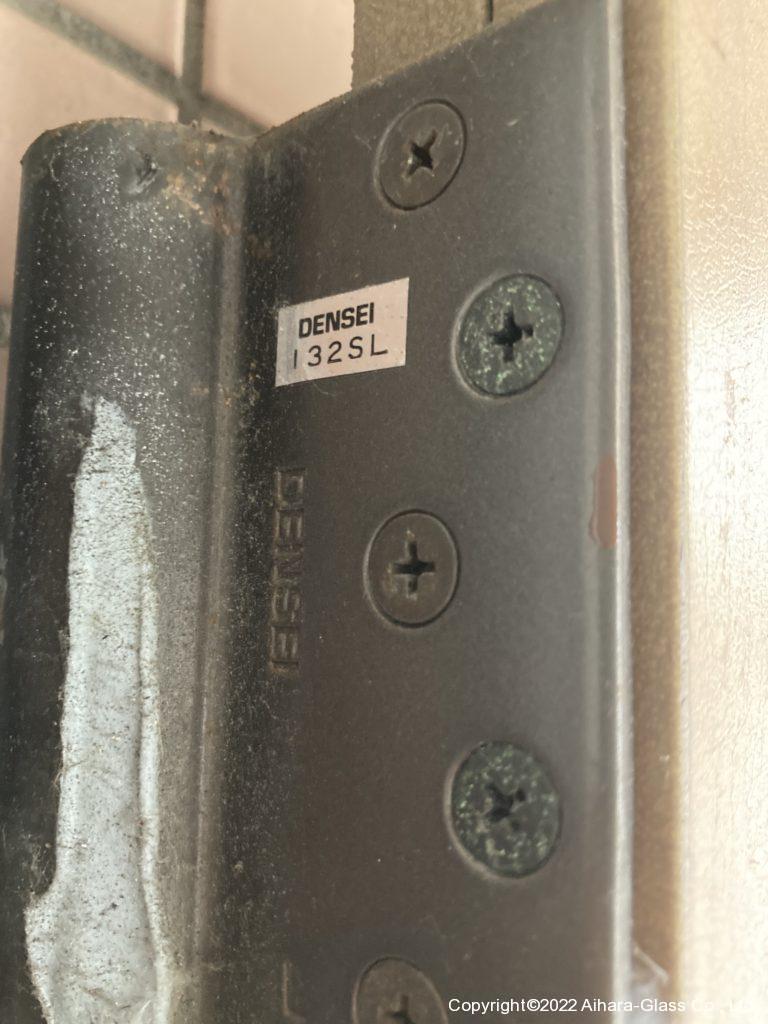 DENSEI
132SL
DENSEI
L
Copyright©2022 Aihara-Glass Co., Ltd.